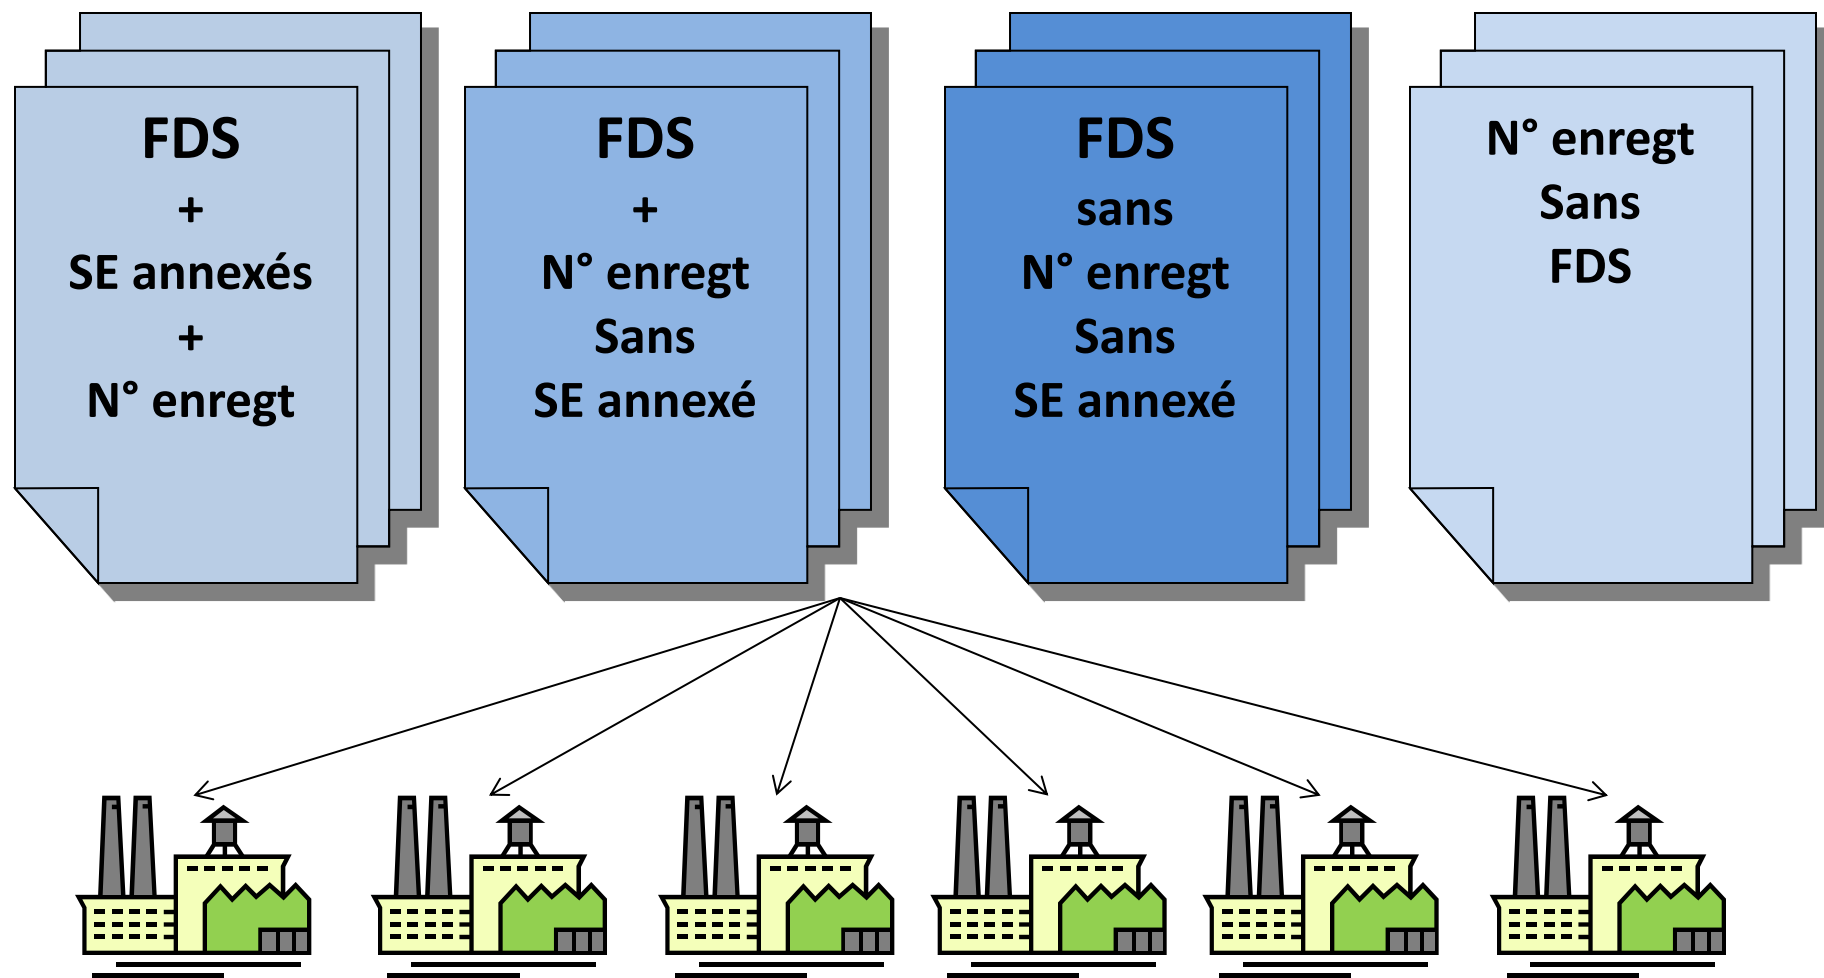 FDS
+
SE annexés
+
N° enregt
FDS
+
N° enregt
Sans
SE annexé
FDS
sans
N° enregt
Sans
SE annexé
N° enregt
Sans
FDS